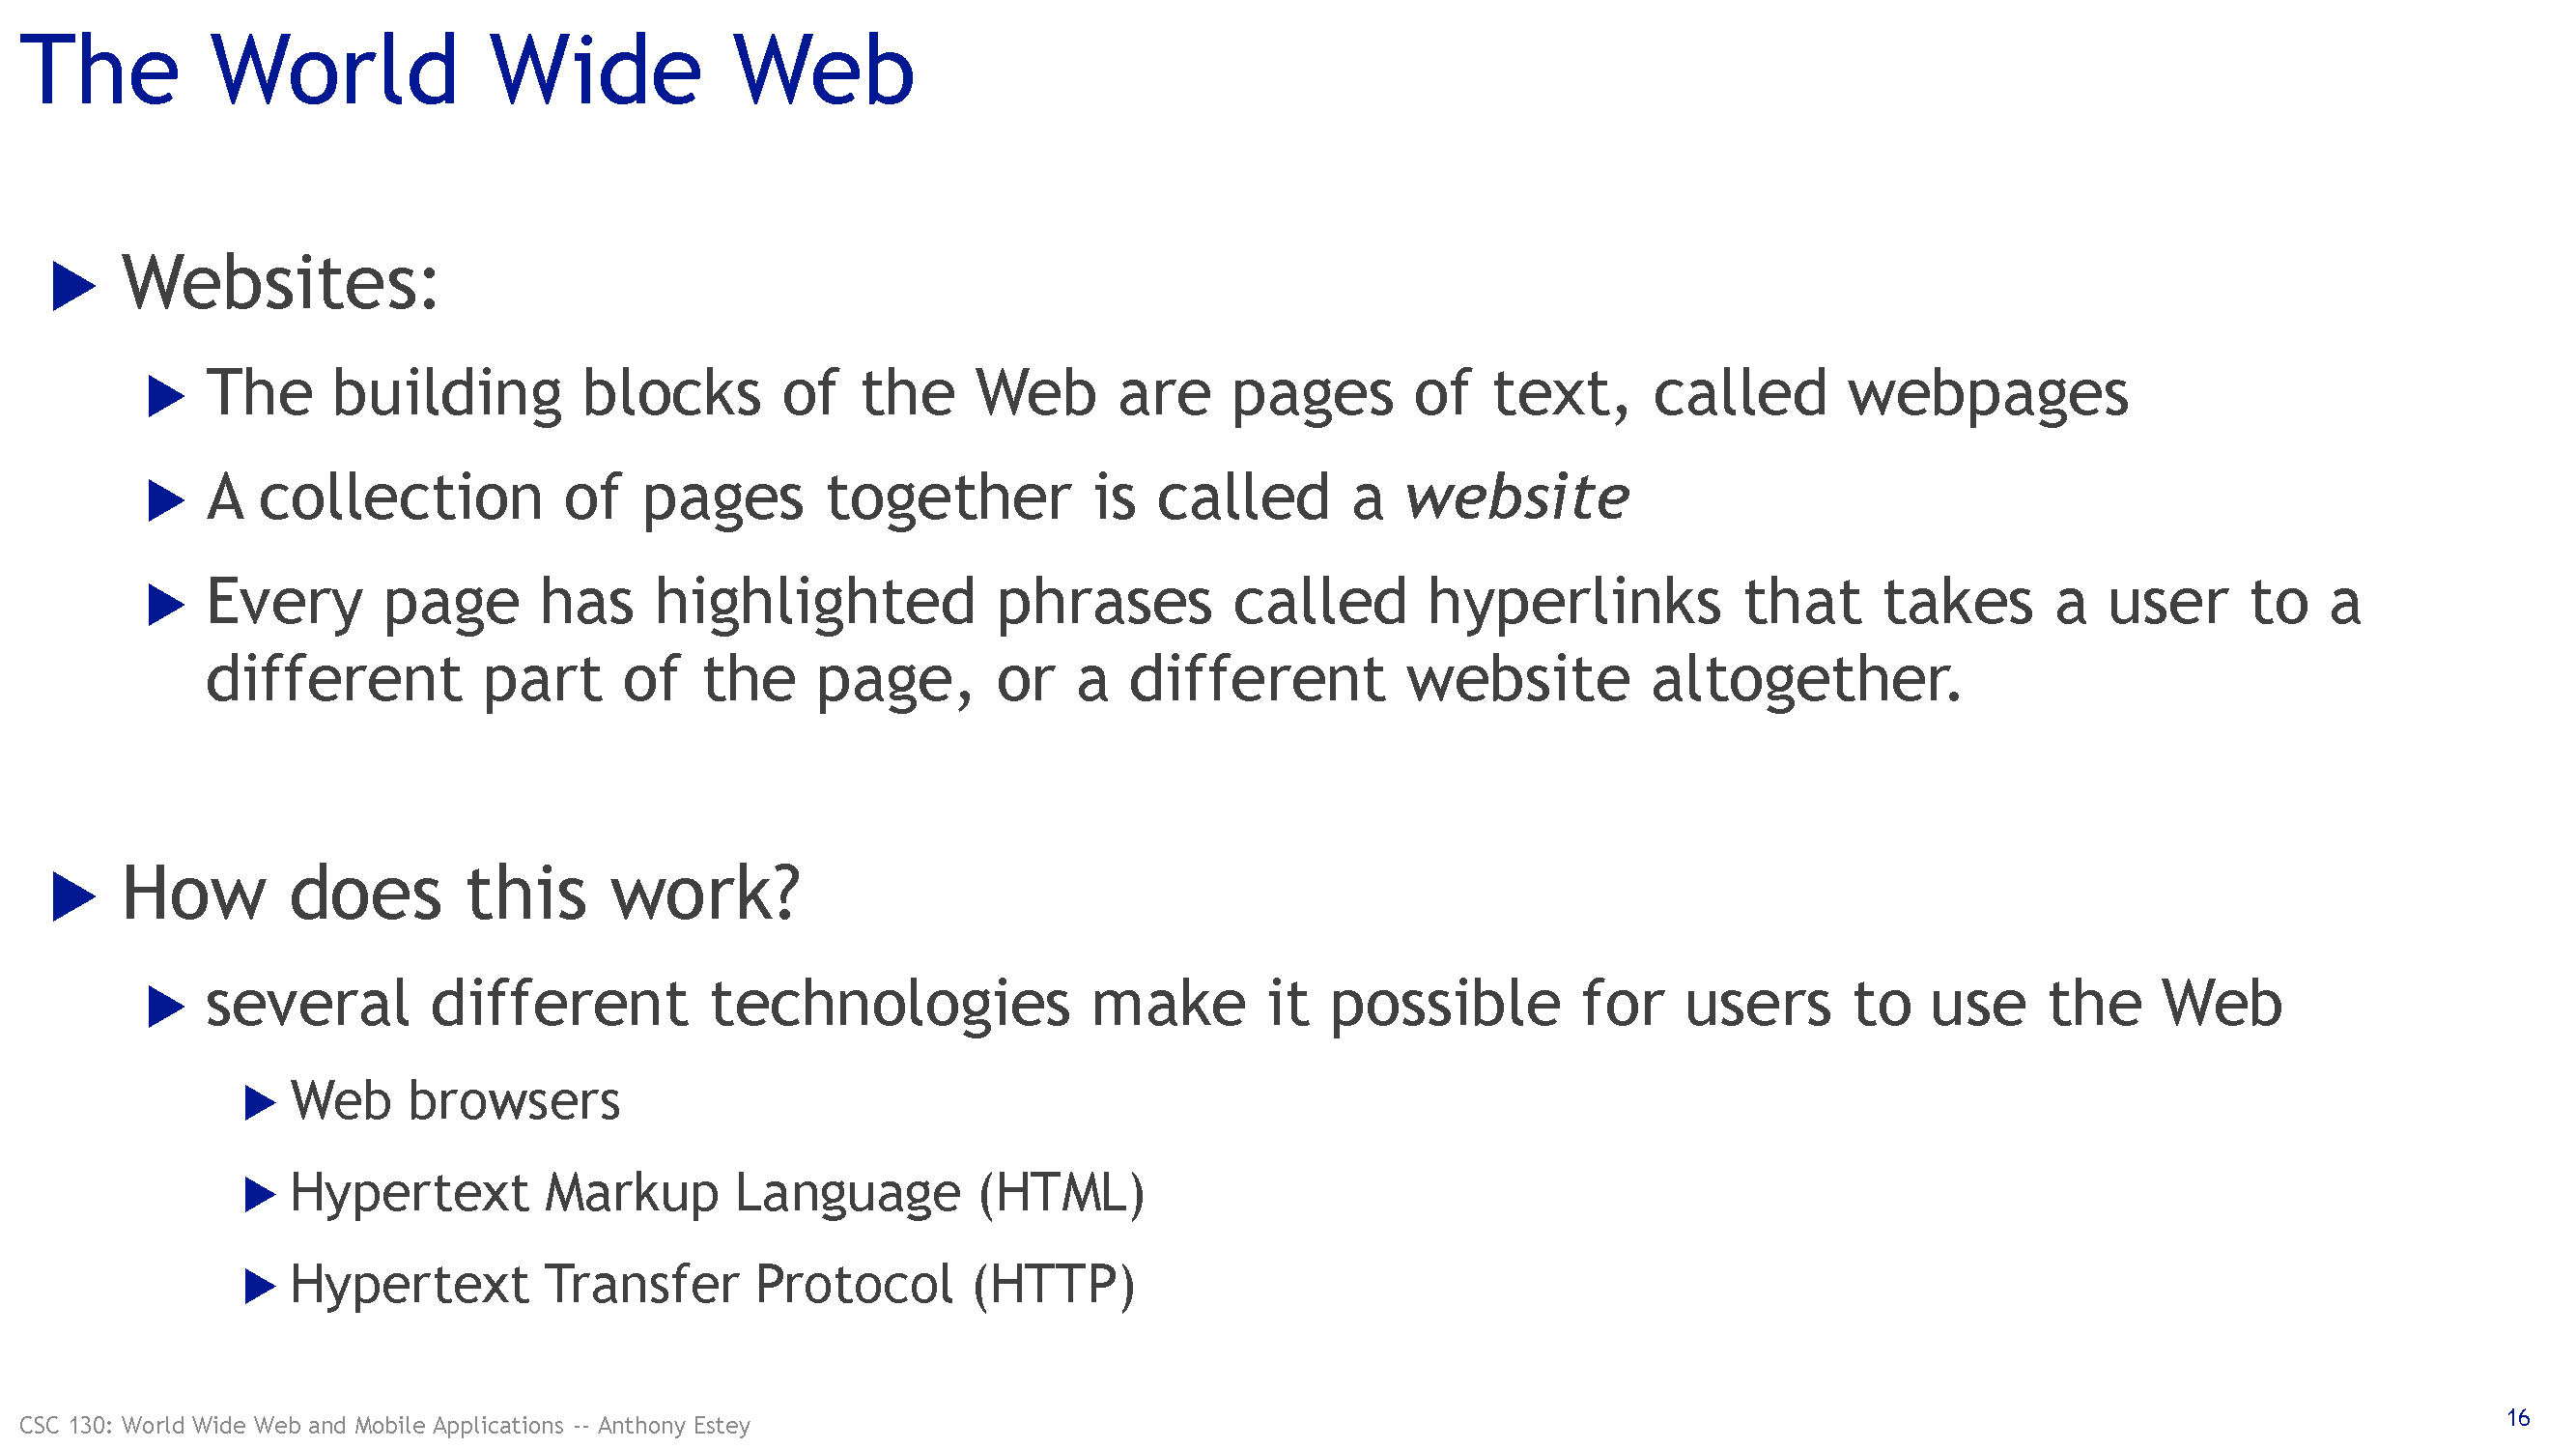 The World Wide Web
Websites:
The building blocks of the Web are pages of text, called webpages
A collection of pages together is called a website
Every page has highlighted phrases called hyperlinks that takes a user to a
different part of the page, or a different website altogether.
How does this work?
several different technologies make it possible for users to use the Web
Web browsers
Hypertext Markup Language (HTML)
Hypertext Transfer Protocol (HTTP)
CSC 130: World Wide Web and Mobile Applications -- Anthony Estey
16